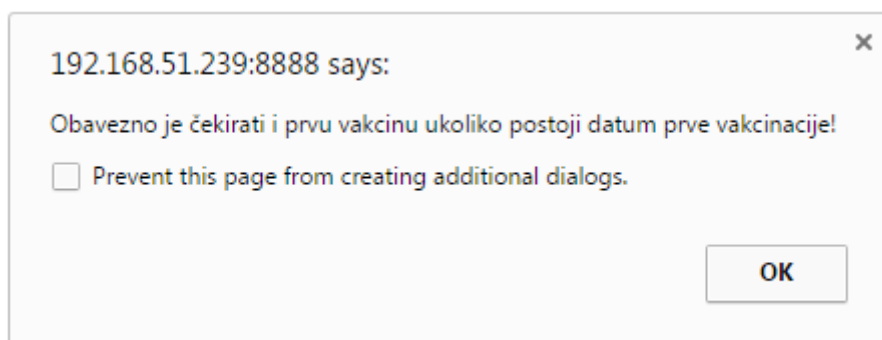 192.168.51.239:8888 says:
Obavezno je čekirati i prvu vakcinu ukoliko postoji datum prve vakcinacije!
Prevent this page from creating additional dialogs.
OK